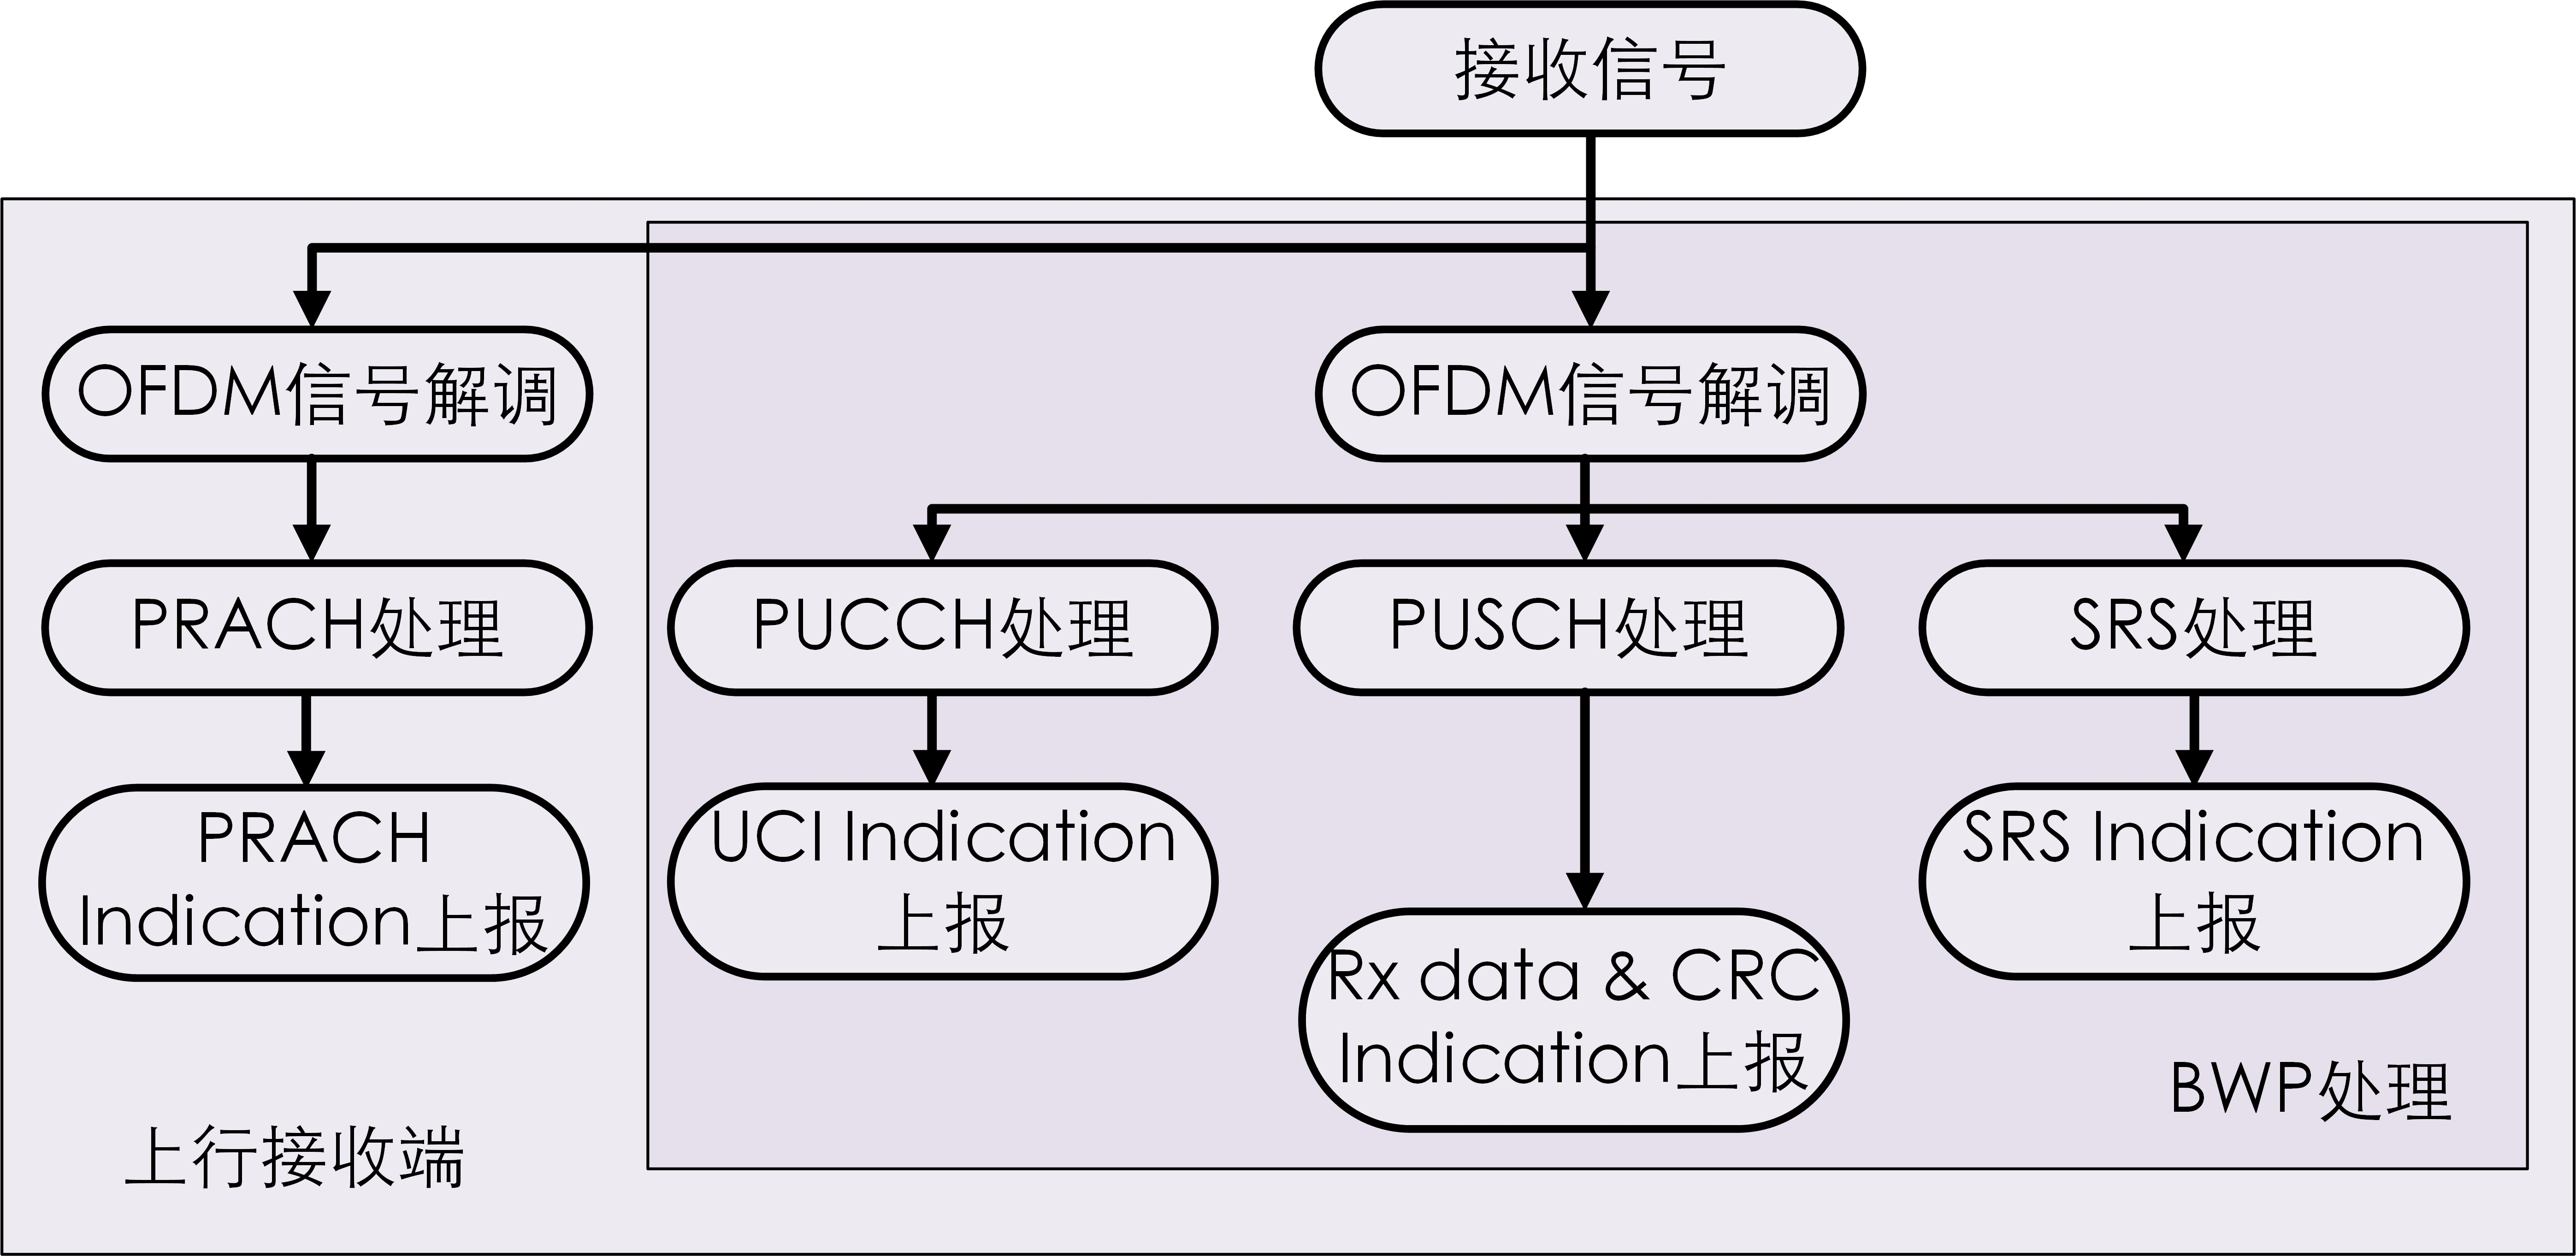 接收信号
OFDM信号解调
OFDM信号解调
PRACH处理
PUCCH处理
PUSCH处理
SRS处理
PRACH
Indication上报
UCI Indication
上报
Rx data & CRC
Indication上报
SRS Indication
上报
BWP处理
上行接收端